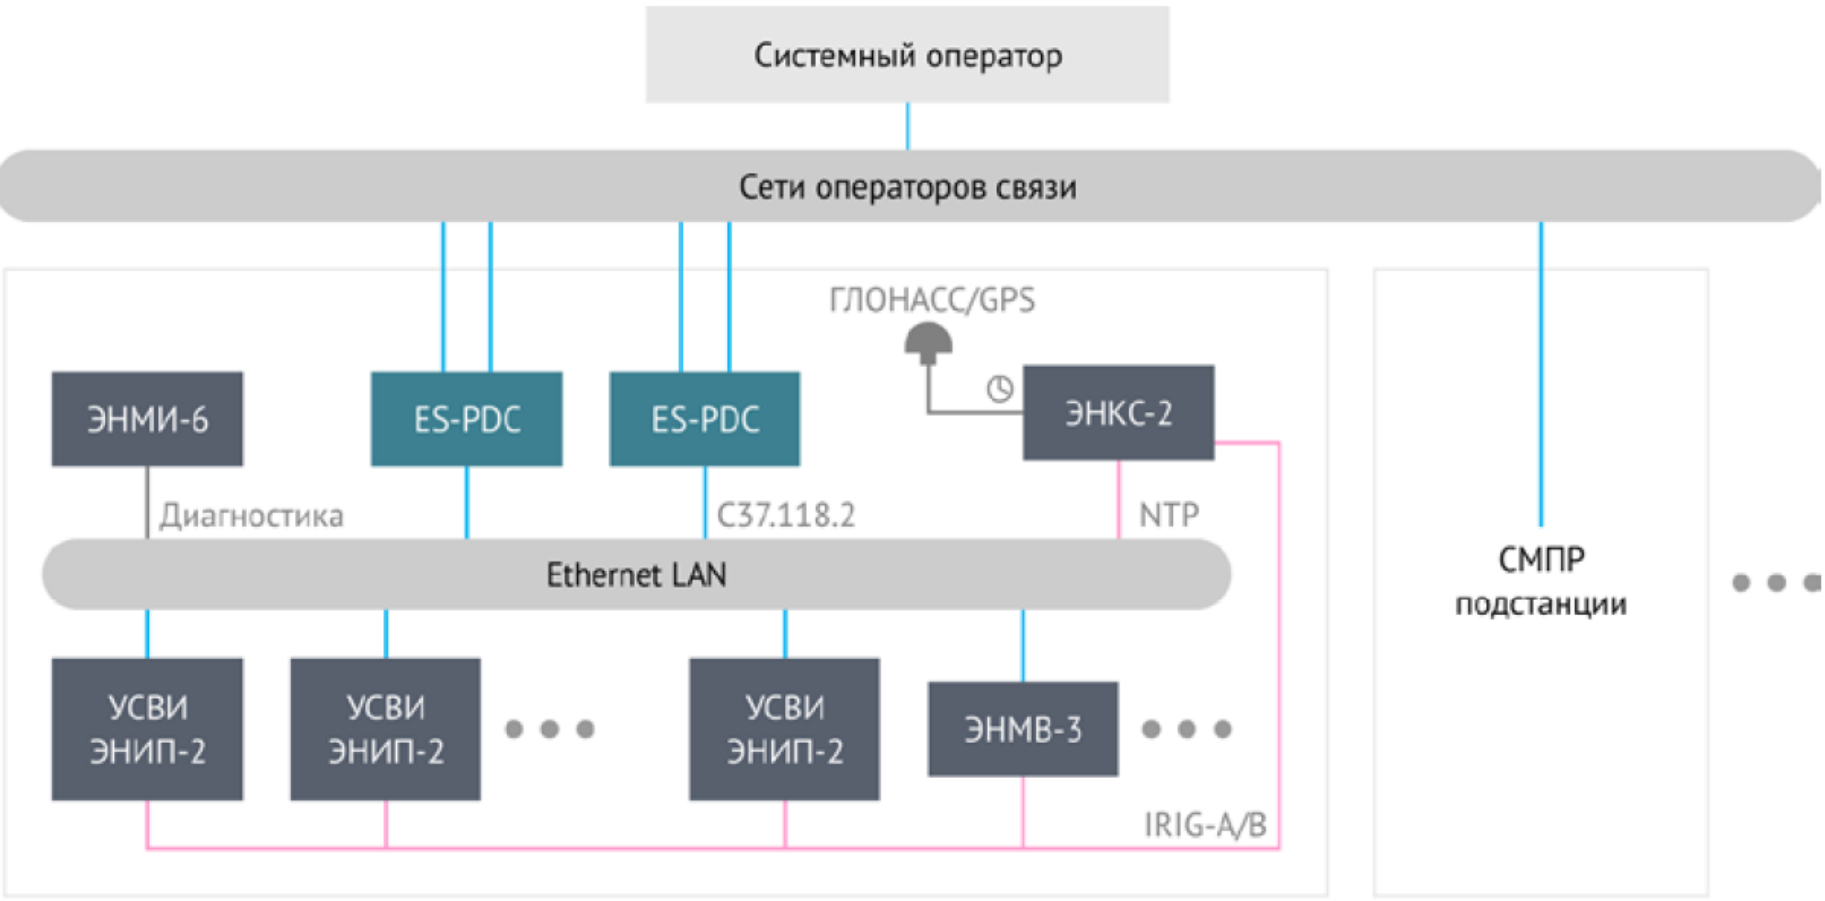 Системный оператор
Сети операторов связи
ГЛОНАСС/GPS
ЭНМИ-6
ES-PDC
ES-PDC
ЭНКС-2
Диагностика
C37.118.2
NTP
Ethernet LAN
СМПР
подстанции
УСВИ
ЭНИП-2
УСВИ
ЭНИП-2
УСВИ
ЭНИП-2
ЭНМВ-3
IRIG-A/B